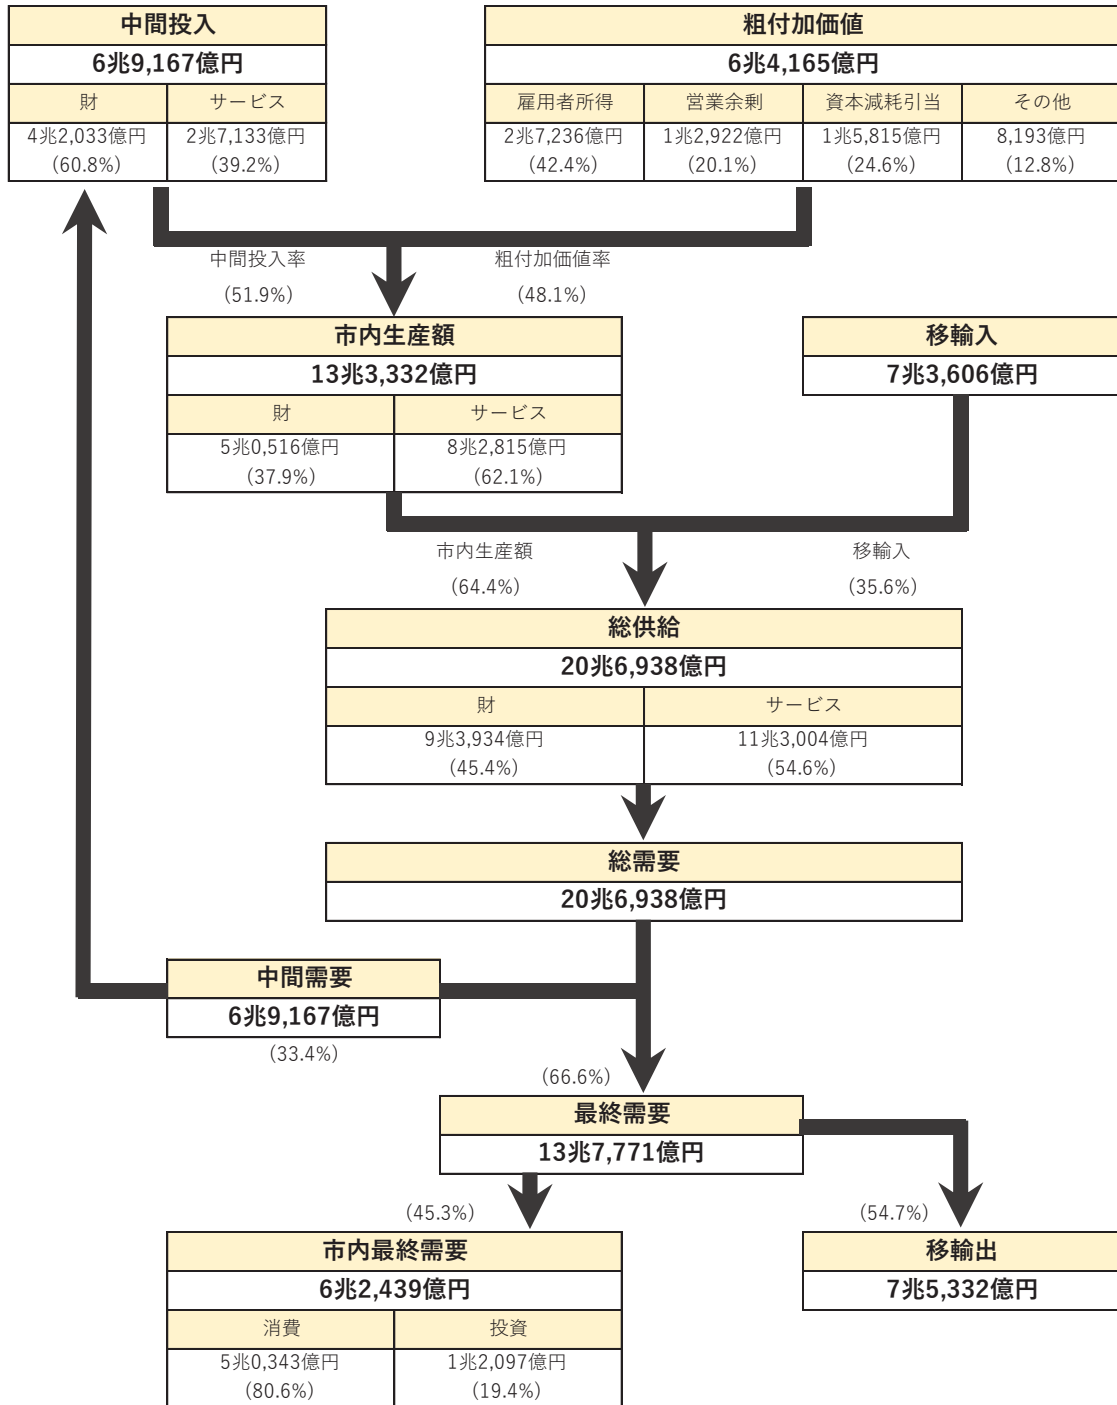 中間投入
6兆9,167億円
財 サービス
4兆2,033億円 2兆7,133億円
(60.8%) (39.2%)
粗付加価値
6兆4,165億円
雇用者所得 営業余剰 資本減耗引当 その他
2兆7,236億円 1兆2,922億円 1兆5,815億円 8,193億円
(42.4%) (20.1%) (24.6%) (12.8%)
中間投入率 粗付加価値率
(51.9%) (48.1%)
市内生産額
13兆3,332億円
財 サービス
5兆0,516億円 8兆2,815億円
(37.9%) (62.1%)
移輸入
7兆3,606億円
市内生産額 移輸入
(64.4%) (35.6%)
総供給
20兆6,938億円
財 サービス
9兆3,934億円 11兆3,004億円
(45.4%) (54.6%)
総需要
20兆6,938億円
中間需要
6兆9,167億円
(33.4%)
(66.6%)
最終需要
13兆7,771億円
(45.3%) (54.7%)
市内最終需要
6兆2,439億円
消費 投資
5兆0,343億円 1兆2,097億円
(80.6%) (19.4%)
移輸出
7兆5,332億円